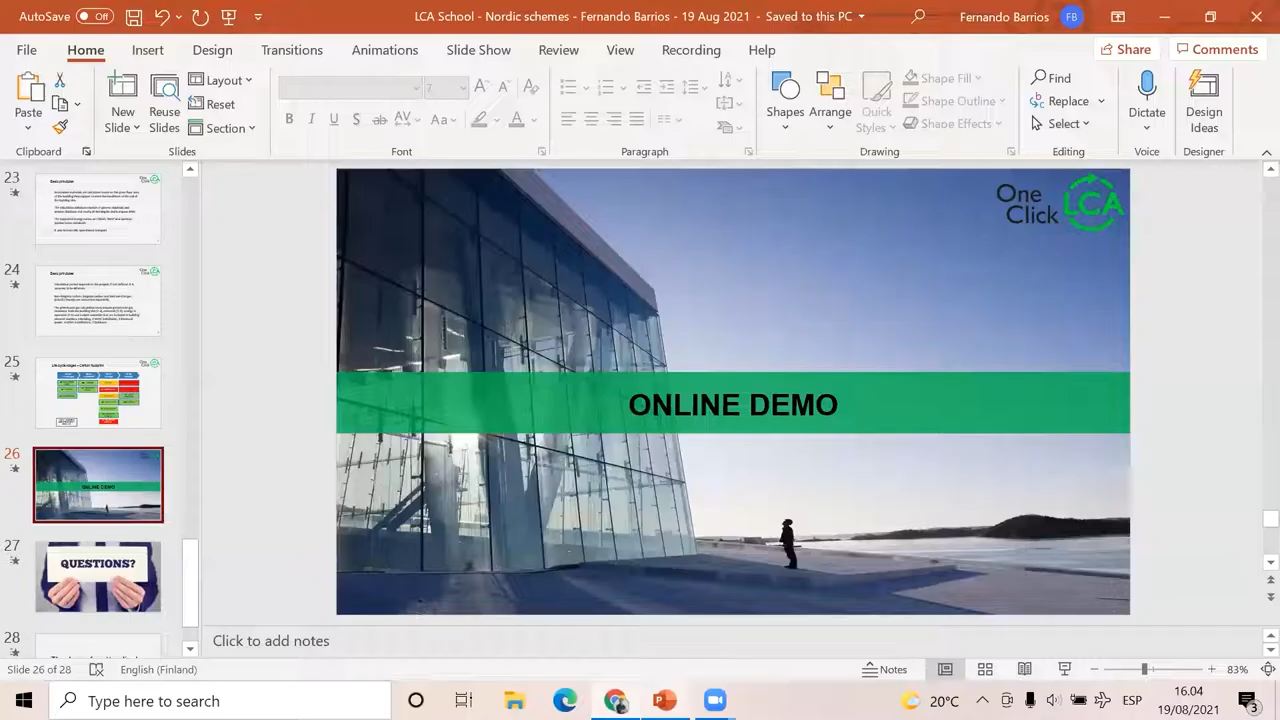 AutoSave Off LCA School - Nordic schemes - Fernando Barrios - 19 Aug 2021 - Saved to this PC Fernando Barrios FB
File Home Insert Design Transitions Animations Slide Show Review View Recording Help Share Comments
Paste
New Slide
Reuse Slides
Layout
Reset
Section
B I U S ab AV Aa A
Shapes
Arrange
Quick Styles
Shape Fill
Shape Outline
Shape Effects
Find
Replace
Select
Dictate
Design Ideas
Clipboard Slides Font Paragraph Drawing Editing Voice Designer
23
24
25
26
ONLINE DEMO
27
QUESTIONS?
28
One Click LCA
ONLINE DEMO
Click to add notes
Slide 26 of 28 English (Finland) Notes 83%
Type here to search 20°C ESP 16.04
19/08/2021 3